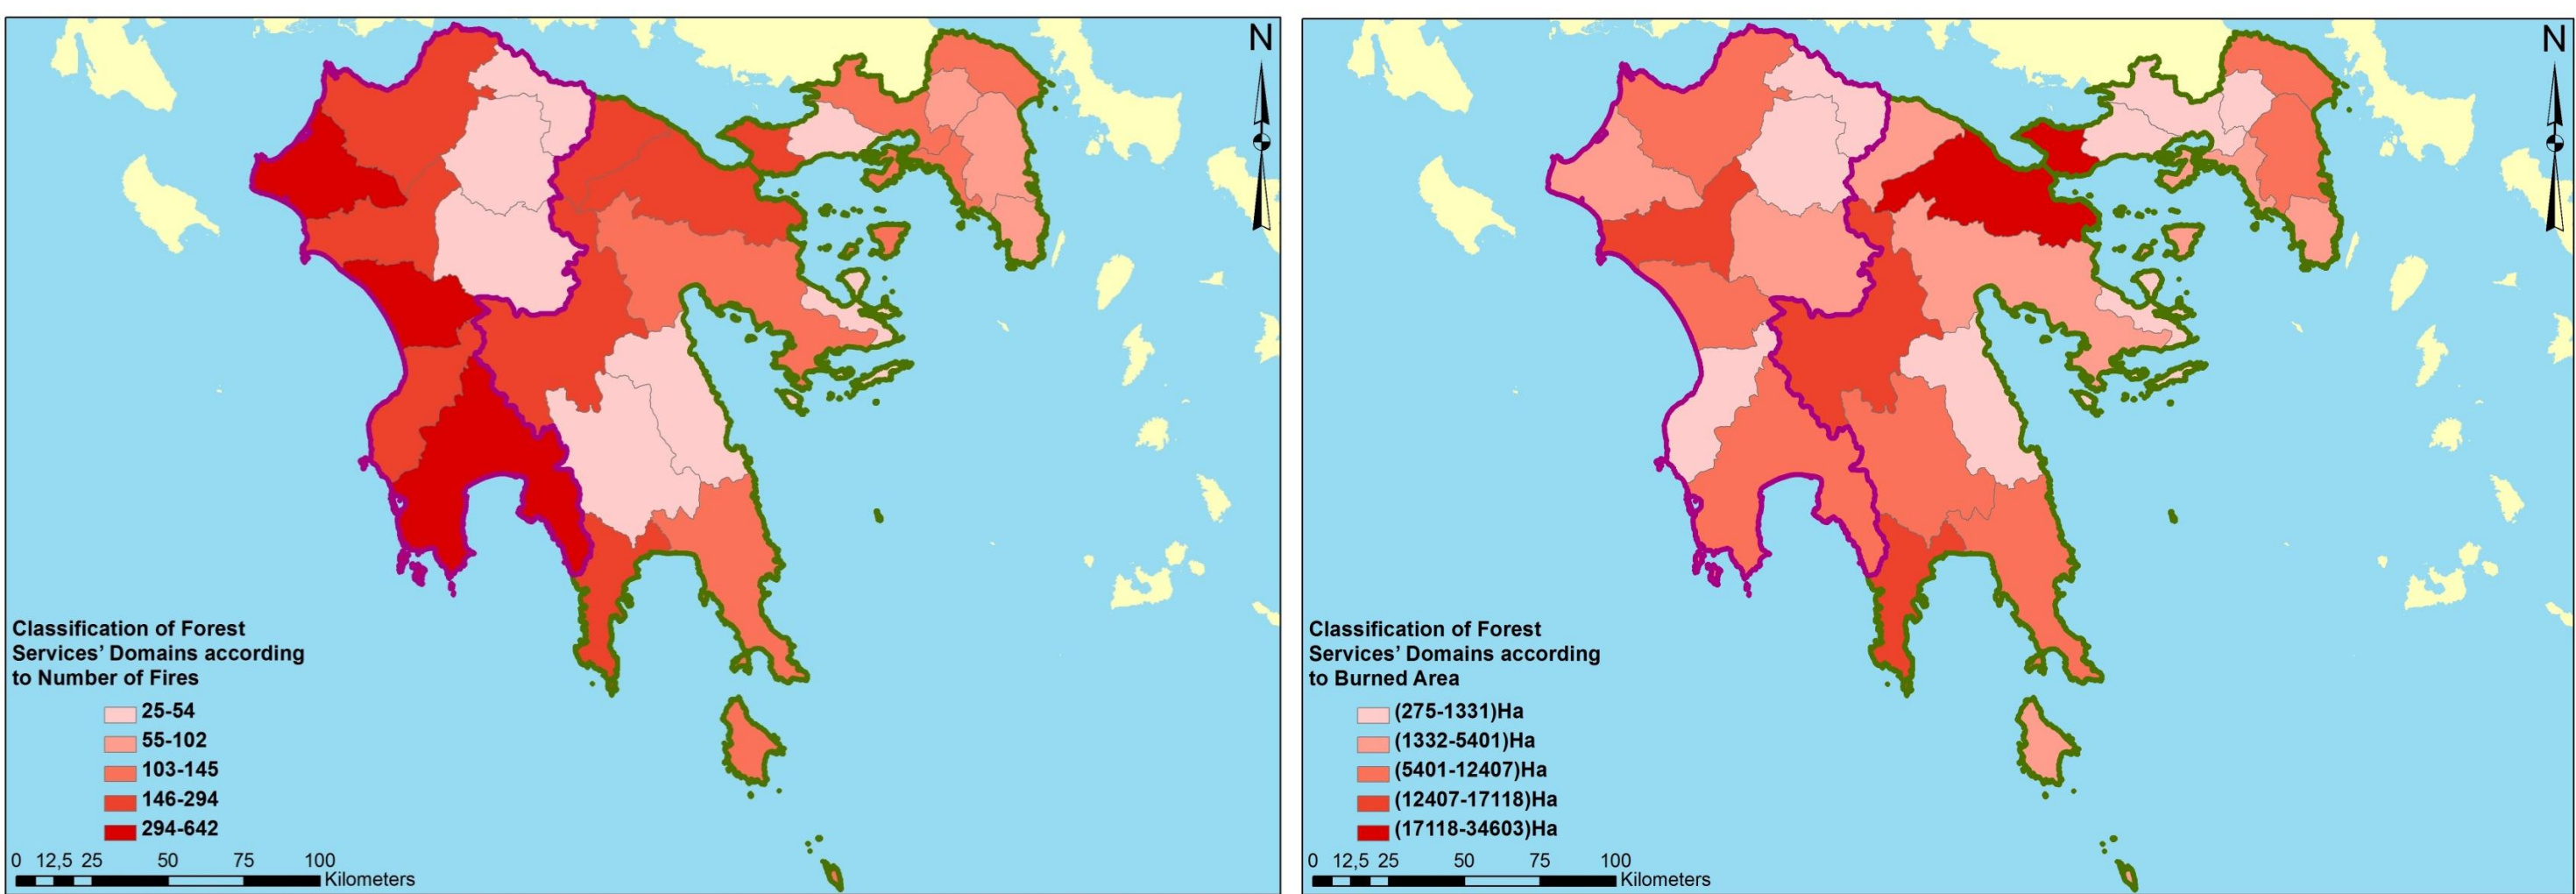 N
Classification of Forest
Services’ Domains according
to Number of Fires
25-54
55-102
103-145
146-294
294-642
0 12,5 25 50 75 100
Kilometers
N
Classification of Forest
Services’ Domains according
to Burned Area
(275-1331)Ha
(1332-5401)Ha
(5401-12407)Ha
(12407-17118)Ha
(17118-34603)Ha
0 12,5 25 50 75 100
Kilometers